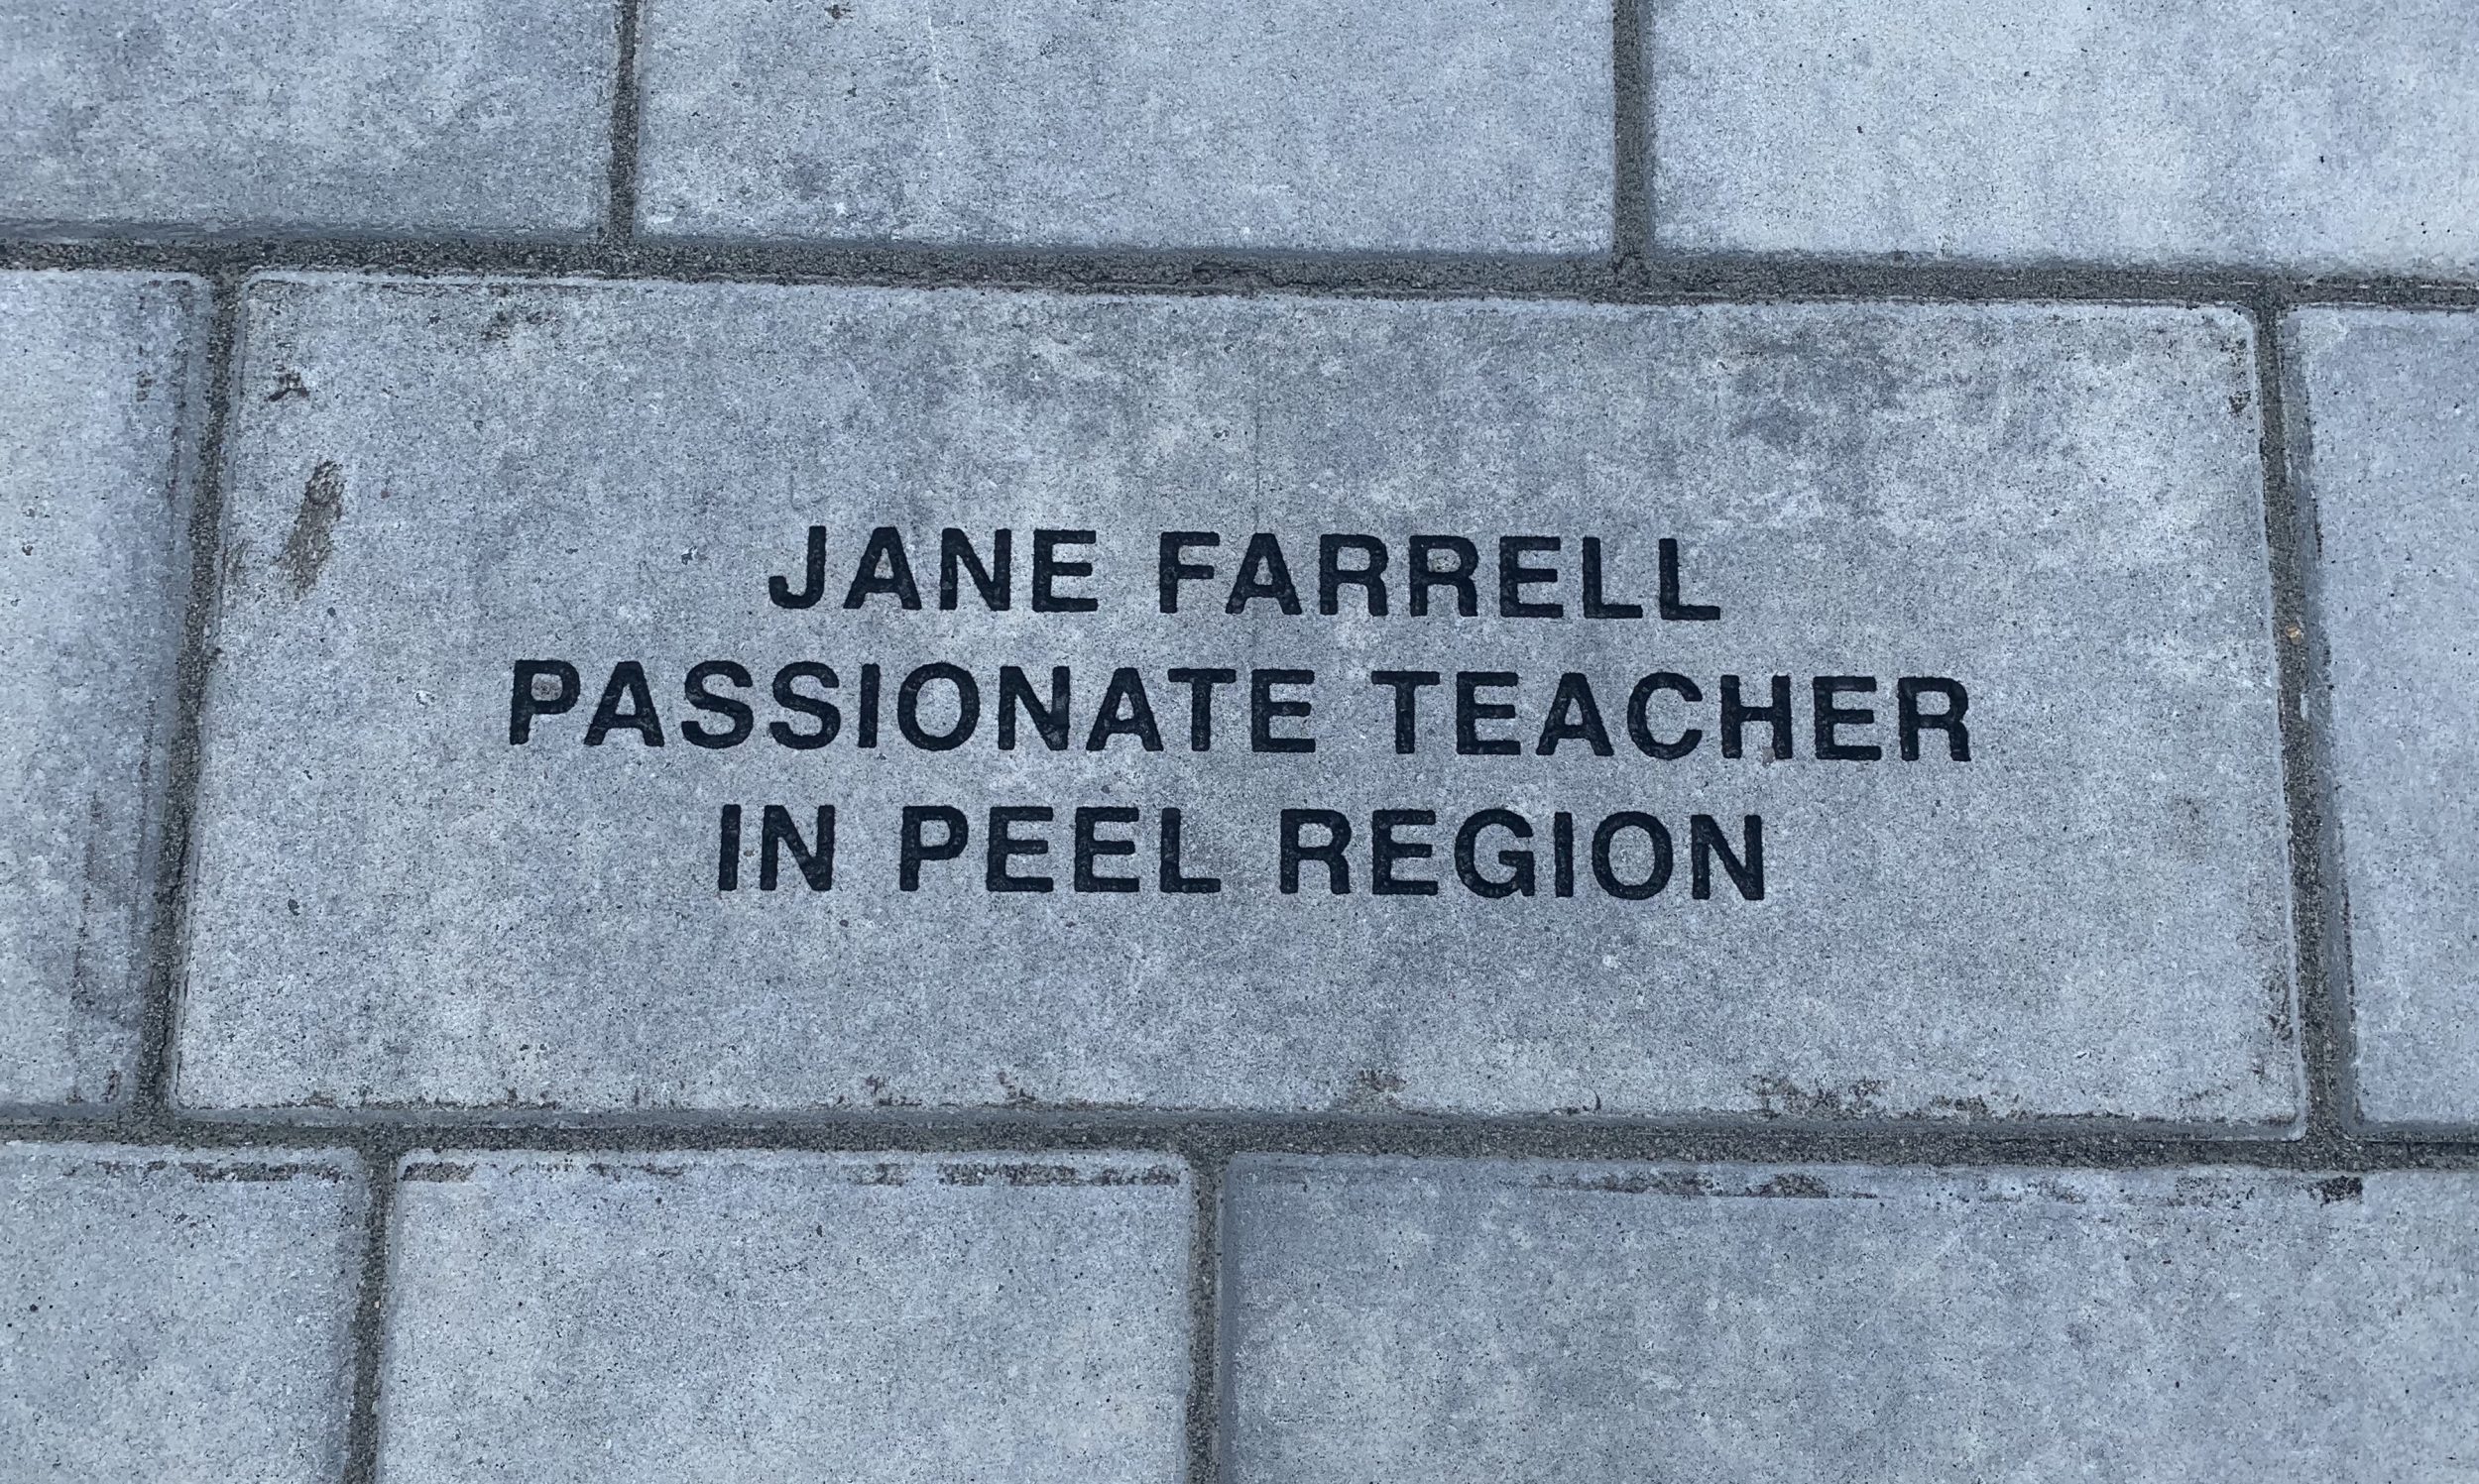 JANE FARRELL
PASSIONATE TEACHER
IN PEEL REGION